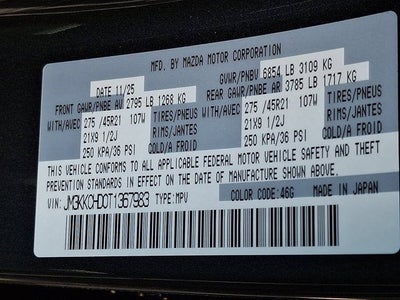 MFD. BY MAZDA MOTOR CORPORATION
DATE 11/25 GVWR/PNBV 6854 LB 3109 KG
FRONT GAWR/PNBE AV 2795 LB 1268 KG REAR GAWR/PNBE AR 3785 LB 1717 KG
WITH/AVEC 275 /45R21 107W TIRES/PNEUS WITH/AVEC 275 /45R21 107W TIRES/PNEUS
21X9 1/2J RIMS/JANTES 21X9 1/2J RIMS/JANTES
250 KPA/36 PSI COLD/A FROID 250 KPA/36 PSI COLD/A FROID
THIS VEHICLE CONFORMS TO ALL APPLICABLE FEDERAL MOTOR VEHICLE SAFETY AND THEFT
PREVENTION STANDARDS IN EFFECT ON THE DATE OF MANUFACTURE SHOWN ABOVE.
COLOR CODE:46G MADE IN JAPAN
VIN: JM3KKCHD0T1367983 TYPE:MPV